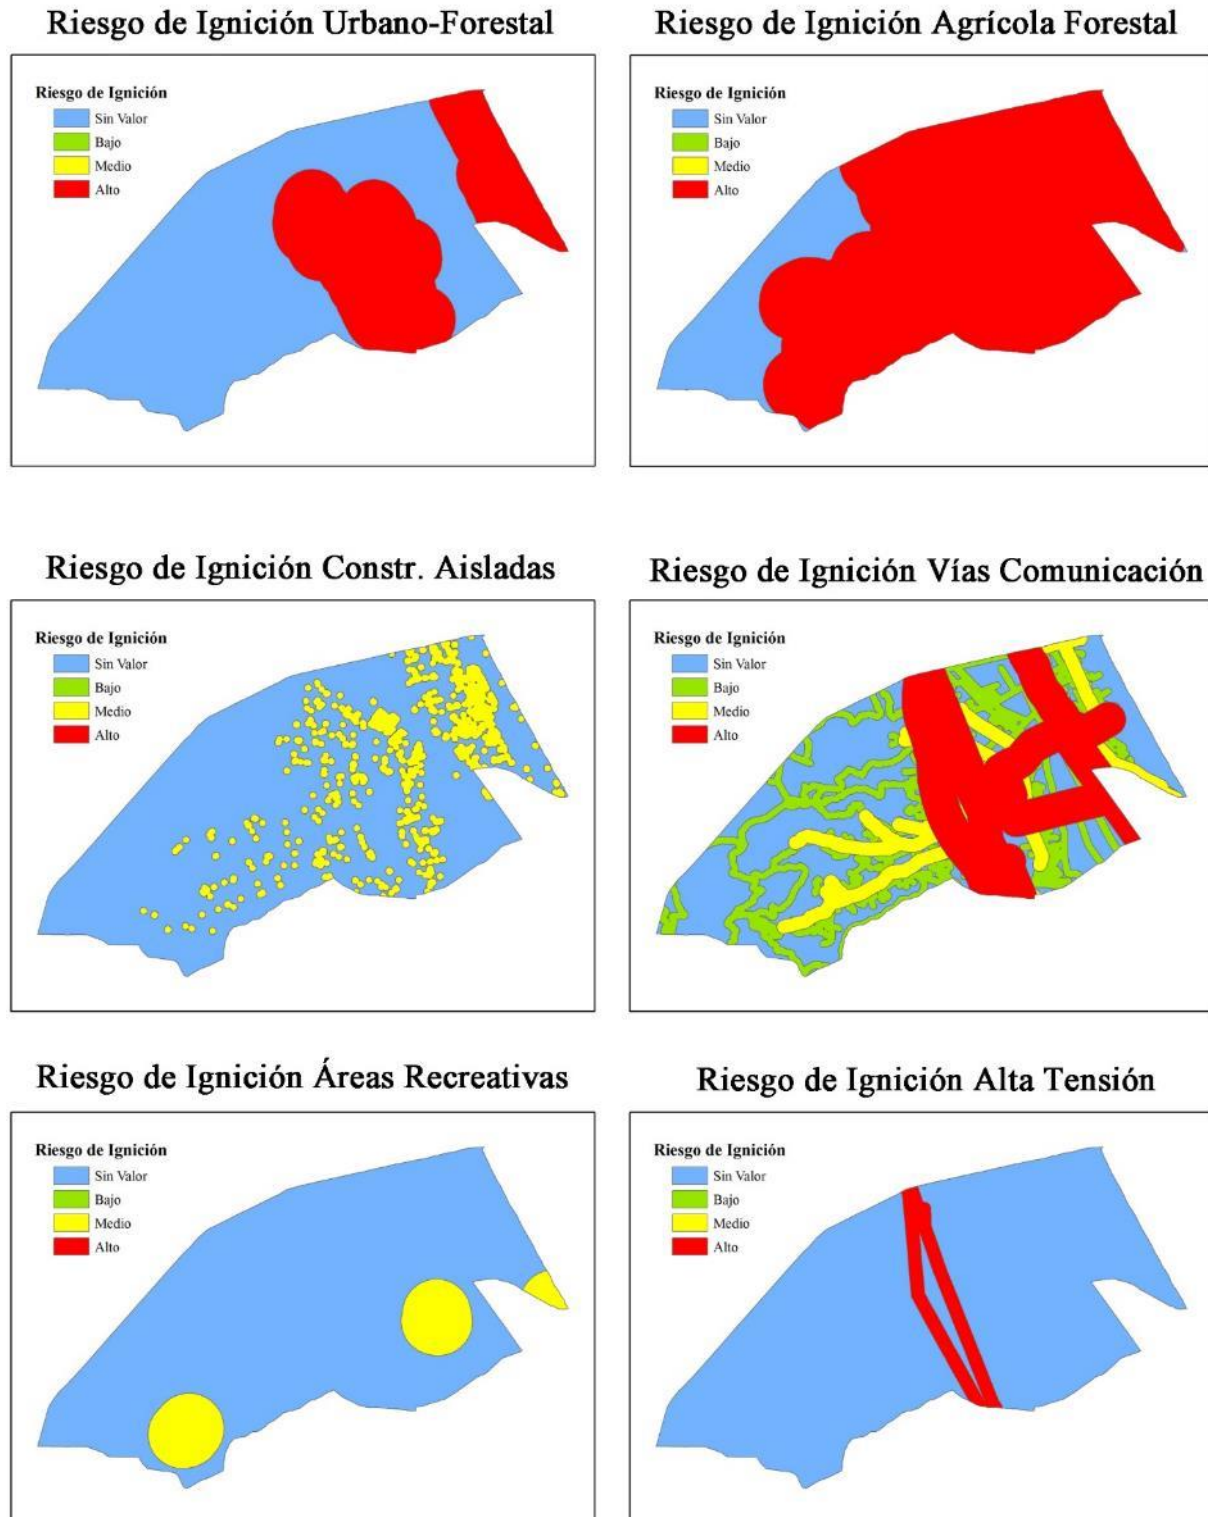 Riesgo de Ignición Urbano-Forestal
Riesgo de Ignición
Sin Valor
Bajo
Medio
Alto
Riesgo de Ignición Agrícola Forestal
Riesgo de Ignición
Sin Valor
Bajo
Medio
Alto
Riesgo de Ignición Constr. Aisladas
Riesgo de Ignición
Sin Valor
Bajo
Medio
Alto
Riesgo de Ignición Vías Comunicación
Riesgo de Ignición
Sin Valor
Bajo
Medio
Alto
Riesgo de Ignición Áreas Recreativas
Riesgo de Ignición
Sin Valor
Bajo
Medio
Alto
Riesgo de Ignición Alta Tensión
Riesgo de Ignición
Sin Valor
Bajo
Medio
Alto